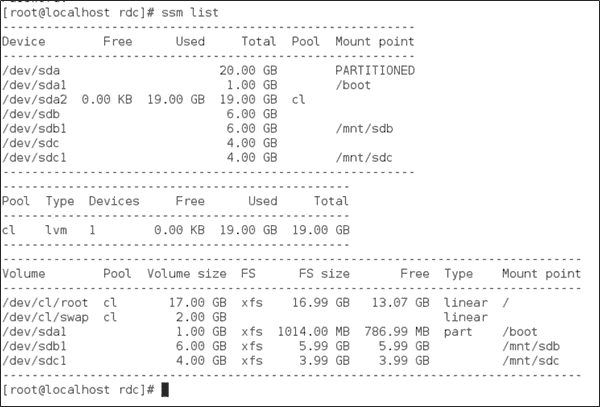 [root@localhost rdc]# ssm list
-----------------------------------------------------------
Device Free Used Total Pool Mount point
-----------------------------------------------------------
/dev/sda 20.00 GB PARTITIONED
/dev/sda1 1.00 GB /boot
/dev/sda2 0.00 KB 19.00 GB 19.00 GB cl
/dev/sdb 6.00 GB
/dev/sdb1 6.00 GB /mnt/sdb
/dev/sdc 4.00 GB
/dev/sdc1 4.00 GB /mnt/sdc
-----------------------------------------------------------
-------------------------------------------------
Pool Type Devices Free Used Total
-------------------------------------------------
cl lvm 1 0.00 KB 19.00 GB 19.00 GB
-------------------------------------------------
----------------------------------------------------------------------------------
Volume Pool Volume size FS FS size Free Type Mount point
----------------------------------------------------------------------------------
/dev/cl/root cl 17.00 GB xfs 16.99 GB 13.07 GB linear /
/dev/cl/swap cl 2.00 GB linear
/dev/sda1 1.00 GB xfs 1014.00 MB 786.99 MB part /boot
/dev/sdb1 6.00 GB xfs 5.99 GB 5.99 GB /mnt/sdb
/dev/sdc1 4.00 GB xfs 3.99 GB 3.99 GB /mnt/sdc
----------------------------------------------------------------------------------
[root@localhost rdc]#